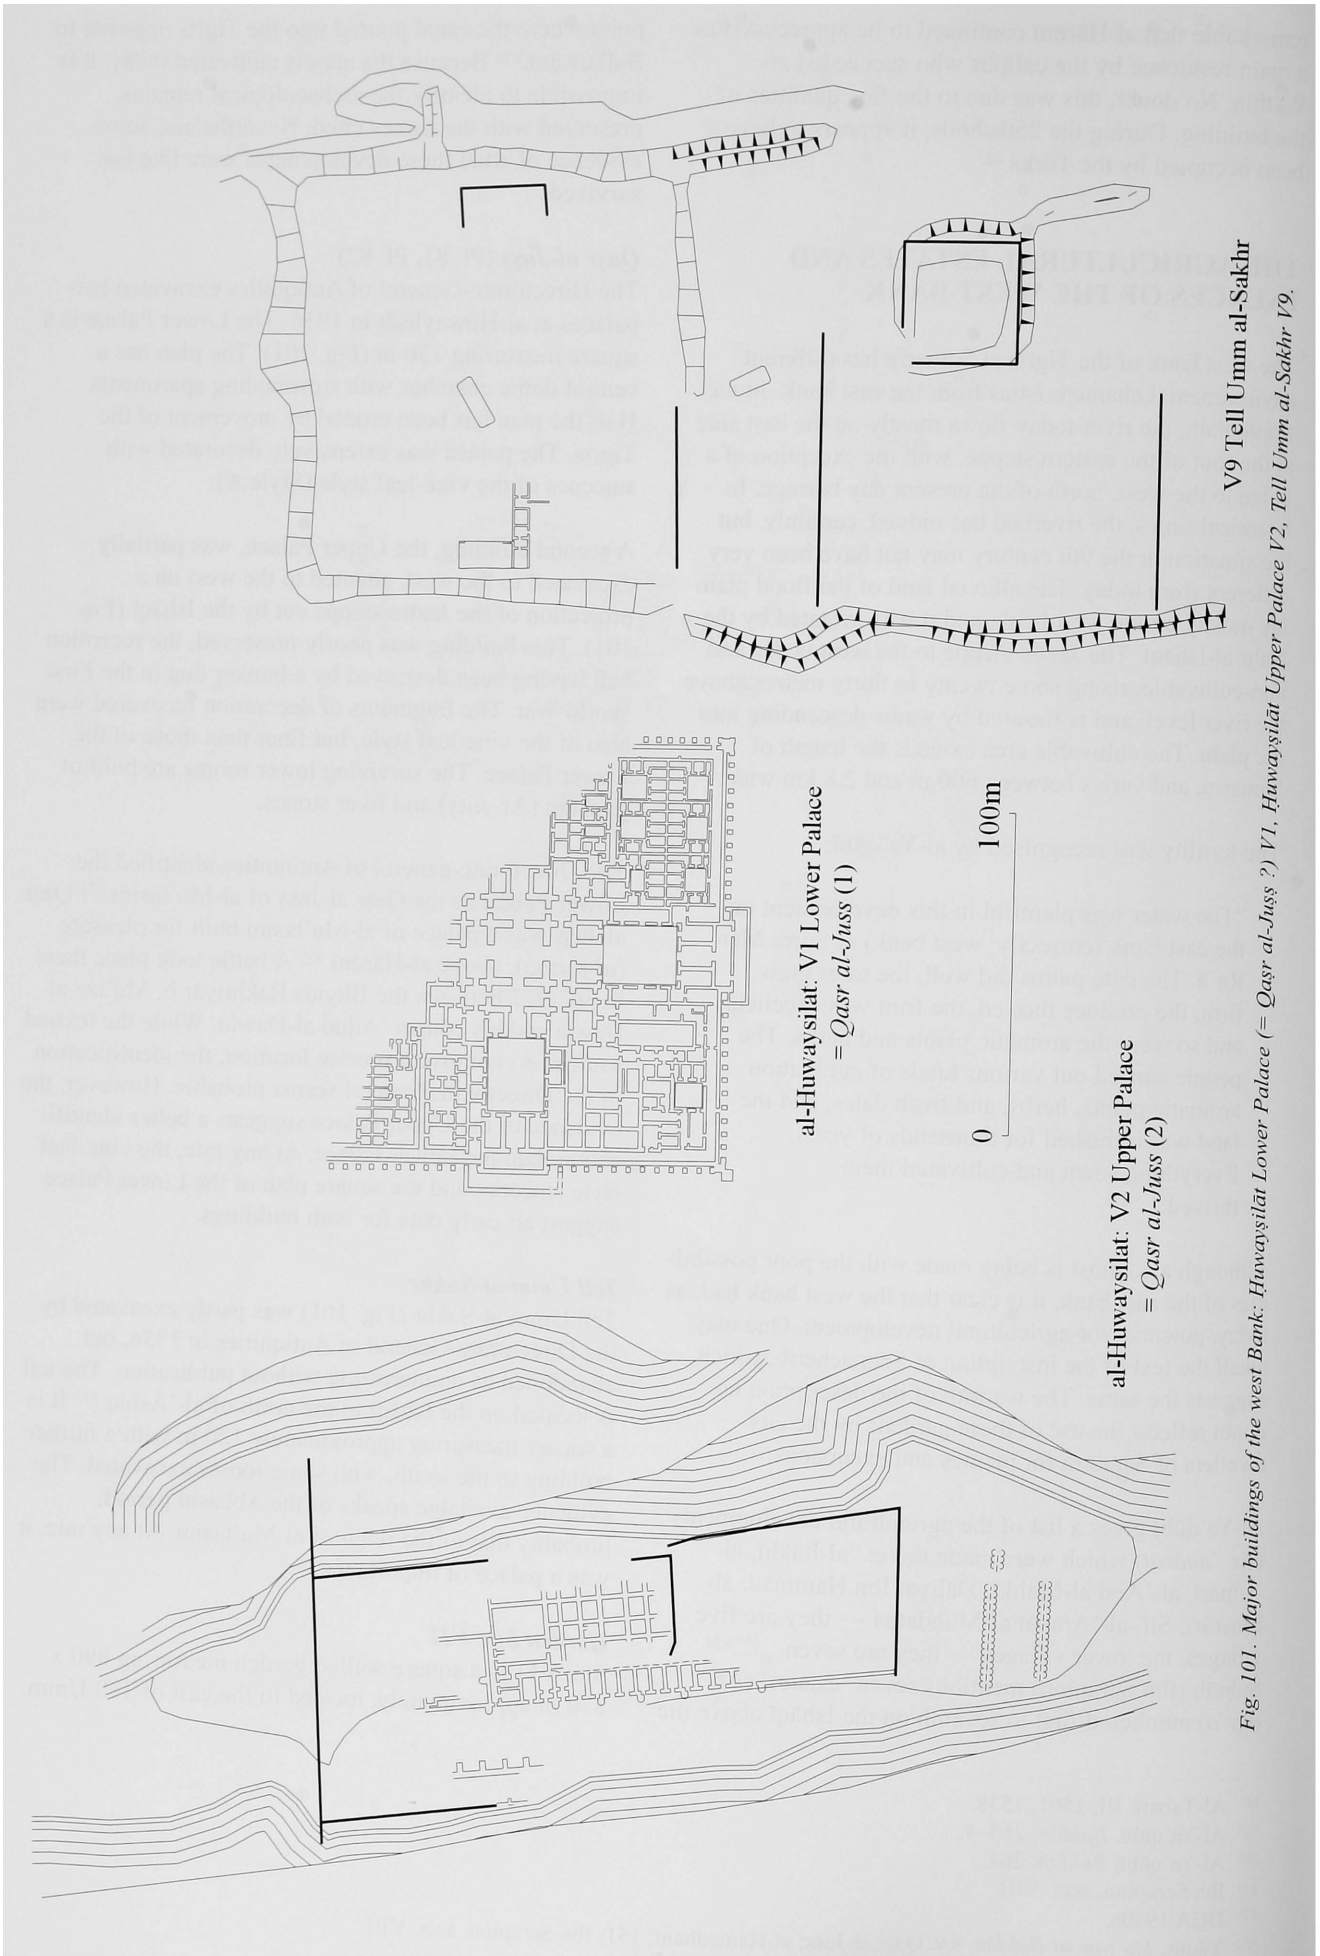 al-Huwaysilat: V1 Lower Palace
= Qasr al-Juss (1)
0 100m
al-Huwaysilat: V2 Upper Palace
= Qasr al-Juss (2)
V9 Tell Umm al-Sakhr
Fig. 101. Major buildings of the west Bank: Ḥuwayṣilāt Lower Palace (= Qaṣr al-Juṣṣ ?) V1, Ḥuwayṣilāt Upper Palace V2, Tell Umm al-Sakhr V9.